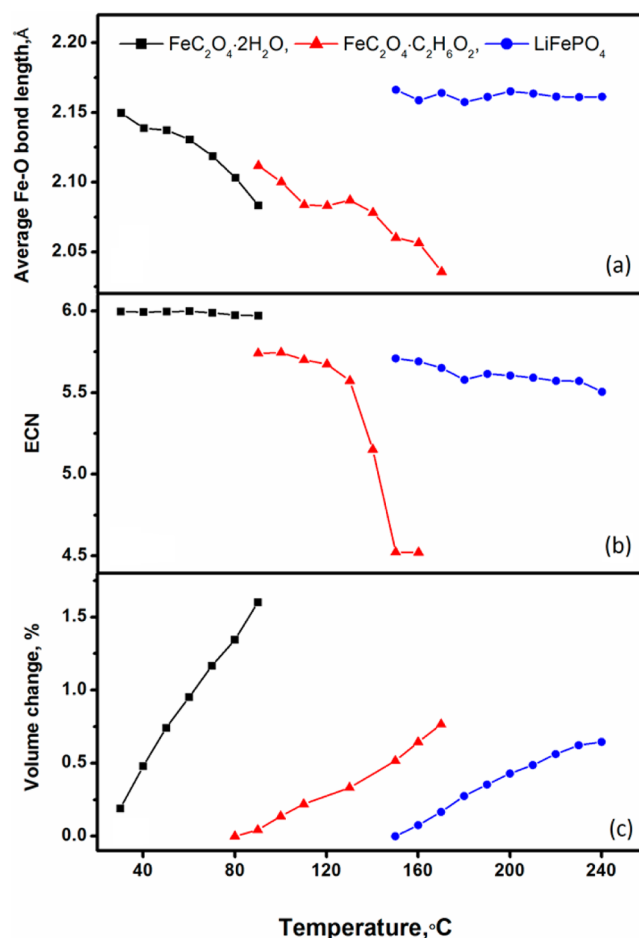 FeC₂O₄·2H₂O, FeC₂O₄·C₂H₆O₂, LiFePO₄
Average Fe-O bond length,Å
2.20
2.15
2.10
2.05
(a)
ECN
6.0
5.5
5.0
4.5
(b)
Volume change, %
1.5
1.0
0.5
0.0
(c)
40 80 120 160 200 240
Temperature,◦C